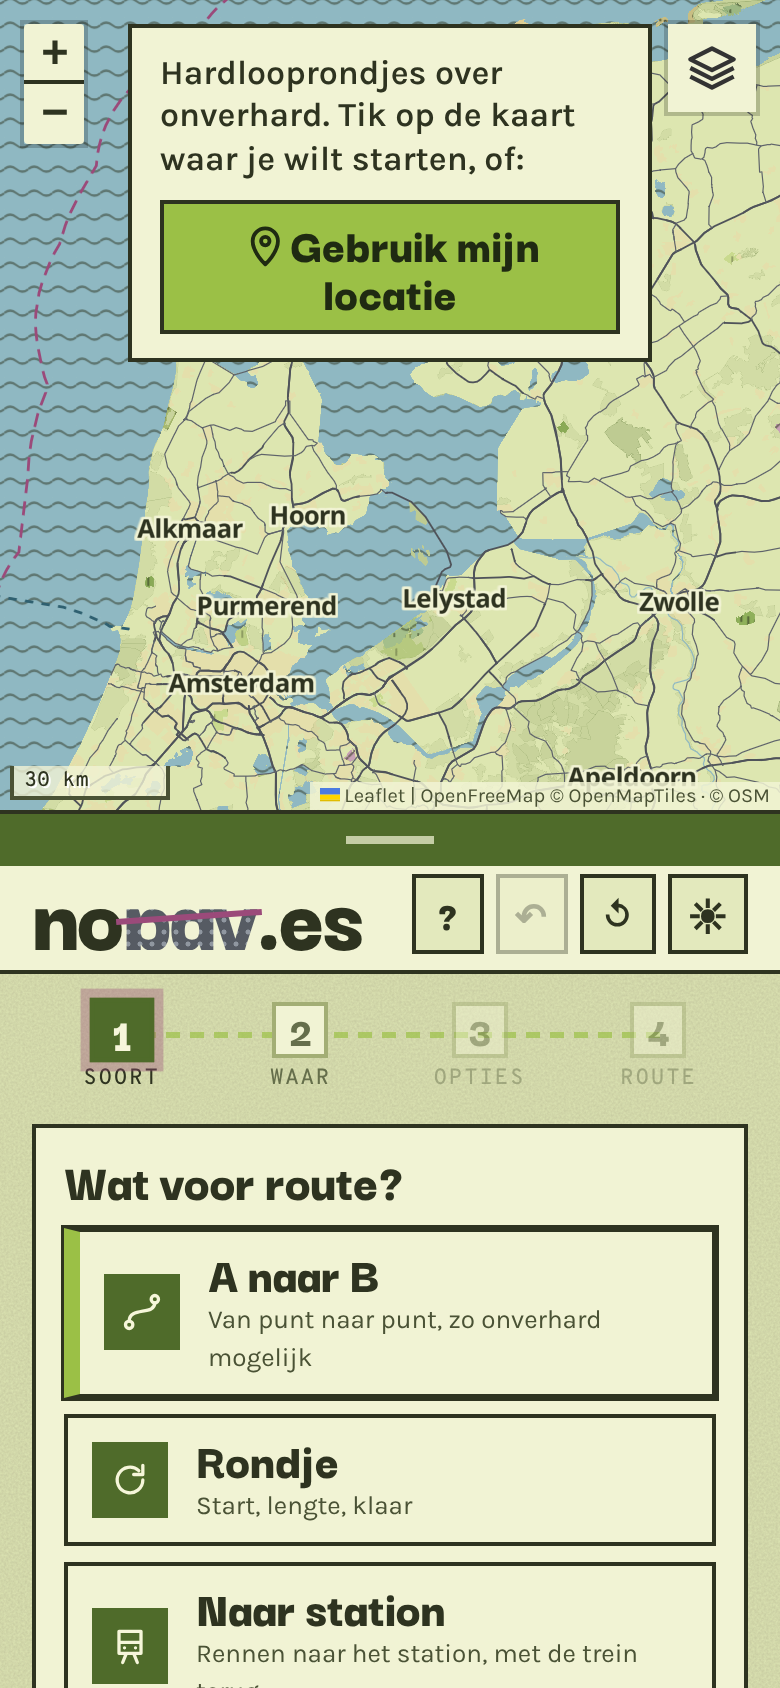 +
−
Hardlooprondjes over
onverhard. Tik op de kaart
waar je wilt starten, of:
Gebruik mijn
locatie
Alkmaar
Hoorn
Purmerend
Lelystad
Zwolle
Amsterdam
Apeldoorn
30 km
Leaflet | OpenFreeMap © OpenMapTiles · © OSM
nopav.es
?
1
2
3
4
SOORT
WAAR
OPTIES
ROUTE
Wat voor route?
A naar B
Van punt naar punt, zo onverhard
mogelijk
Rondje
Start, lengte, klaar
Naar station
Rennen naar het station, met de trein